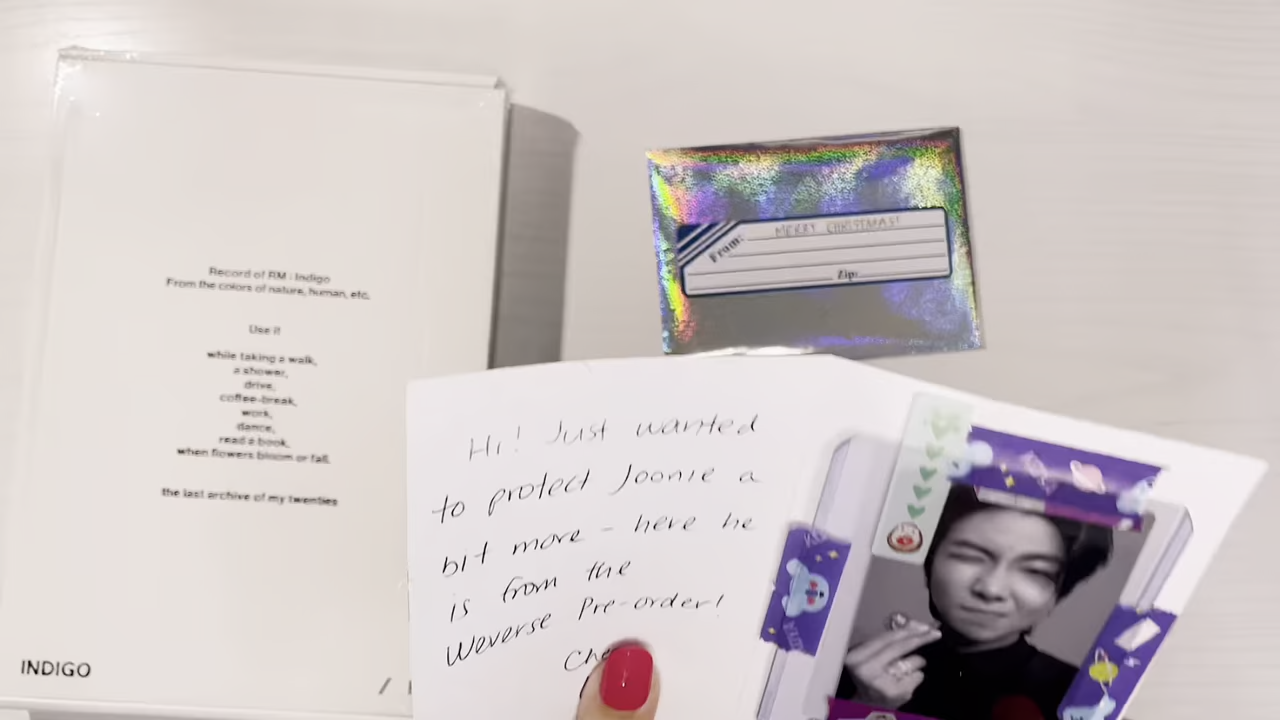 Record of RM : Indigo
From the colors of nature, human, etc.
Use it
while taking a walk,
a shower,
drive,
coffee-break,
work,
dance,
read a book,
when flowers bloom or fall.
the last archive of my twenties
INDIGO
/
From: MERRY CHRISTMAS!
Zip:
Hi! Just wanted
to protect Joonie a
bit more - here he
is from the
Weverse Pre-order!